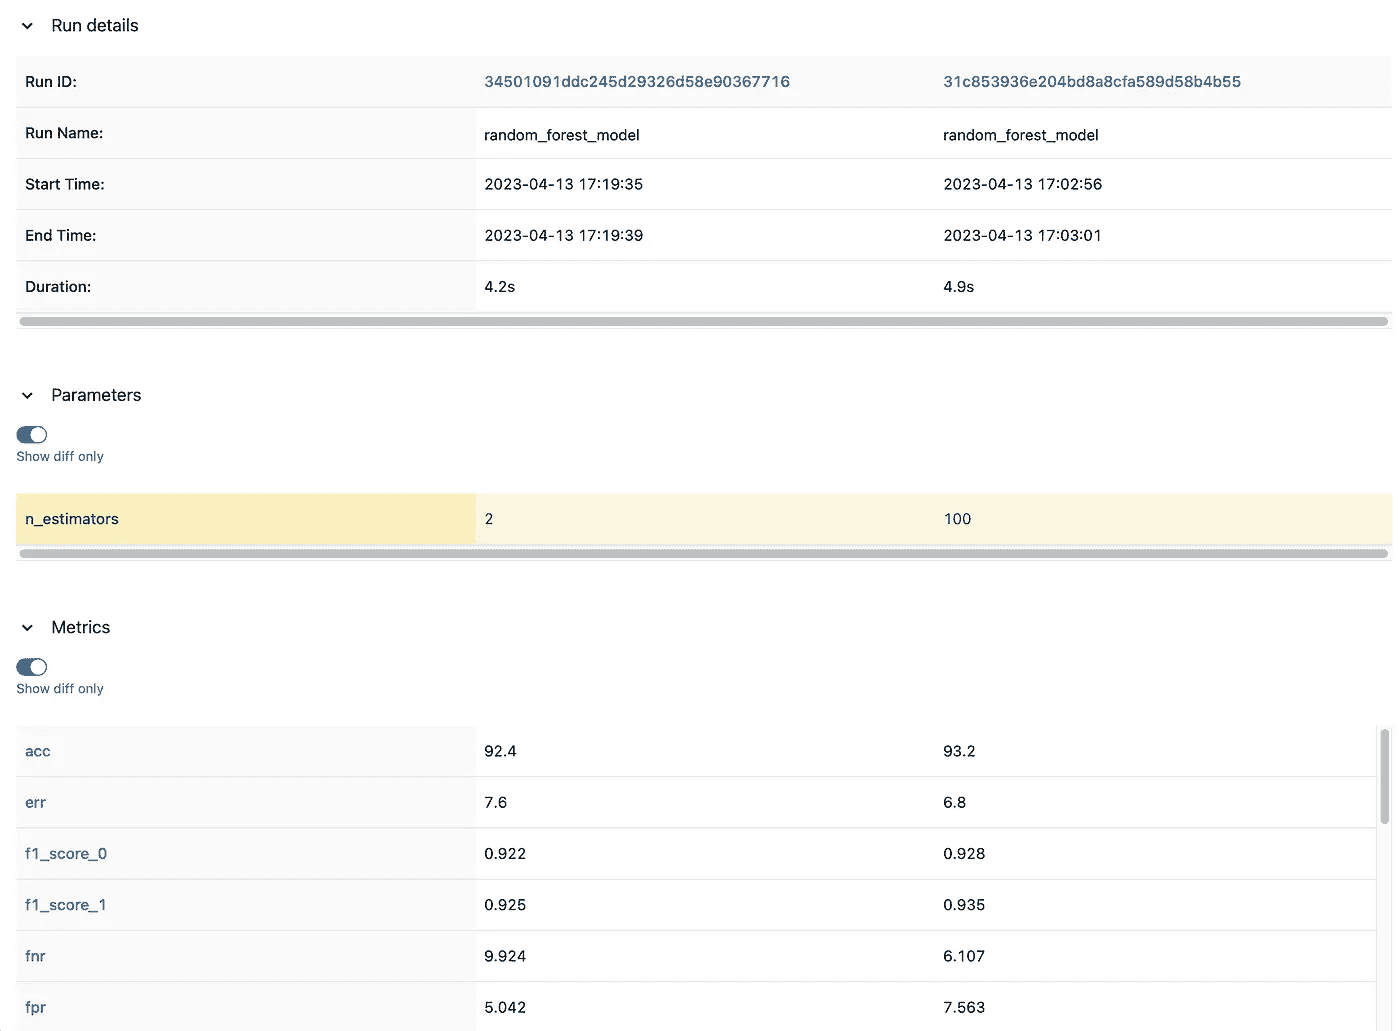 Run details
Run ID: 34501091ddc245d29326d58e90367716 31c853936e204bd8a8cfa589d58b4b55
Run Name: random_forest_model random_forest_model
Start Time: 2023-04-13 17:19:35 2023-04-13 17:02:56
End Time: 2023-04-13 17:19:39 2023-04-13 17:03:01
Duration: 4.2s 4.9s
Parameters
Show diff only
n_estimators 2 100
Metrics
Show diff only
acc 92.4 93.2
err 7.6 6.8
f1_score_0 0.922 0.928
f1_score_1 0.925 0.935
fnr 9.924 6.107
fpr 5.042 7.563